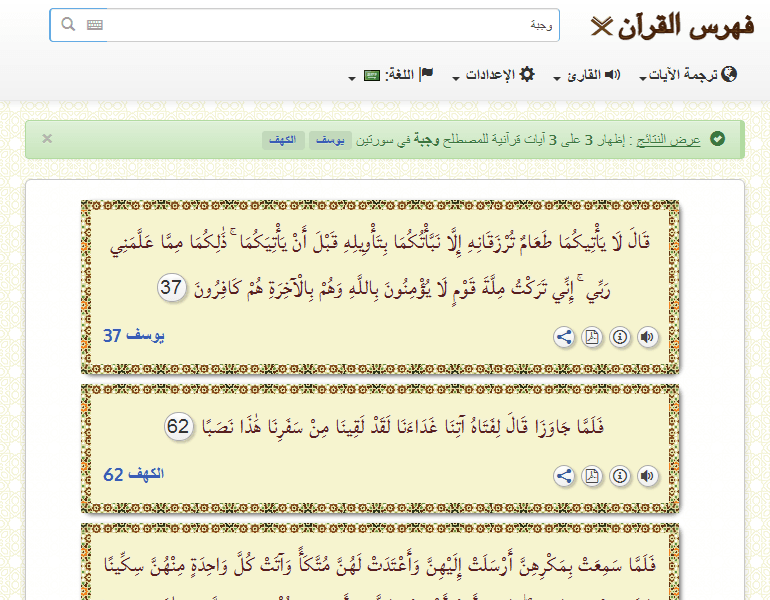 فهرس القرآن
وجبة
ترجمة الآيات
القارئ
الإعدادات
اللغة:
عرض النتائج : إظهار 3 على 3 آيات قرآنية للمصطلح وجبة في سورتين يوسف الكهف
قَالَ لَا يَأْتِيكُمَا طَعَامٌ تُرْزَقَانِهِ إِلَّا نَبَّأْتُكُمَا بِتَأْوِيلِهِ قَبْلَ أَنْ يَأْتِيَكُمَا ۚ ذَٰلِكُمَا مِمَّا عَلَّمَنِي
رَبِّي ۚ إِنِّي تَرَكْتُ مِلَّةَ قَوْمٍ لَا يُؤْمِنُونَ بِاللَّهِ وَهُمْ بِالْآخِرَةِ هُمْ كَافِرُونَ 37
يوسف 37
فَلَمَّا جَاوَزَا قَالَ لِفَتَاهُ آتِنَا غَدَاءَنَا لَقَدْ لَقِينَا مِنْ سَفَرِنَا هَٰذَا نَصَبًا 62
الكهف 62
فَلَمَّا سَمِعَتْ بِمَكْرِهِنَّ أَرْسَلَتْ إِلَيْهِنَّ وَأَعْتَدَتْ لَهُنَّ مُتَّكَأً وَآتَتْ كُلَّ وَاحِدَةٍ مِنْهُنَّ سِكِّينًا